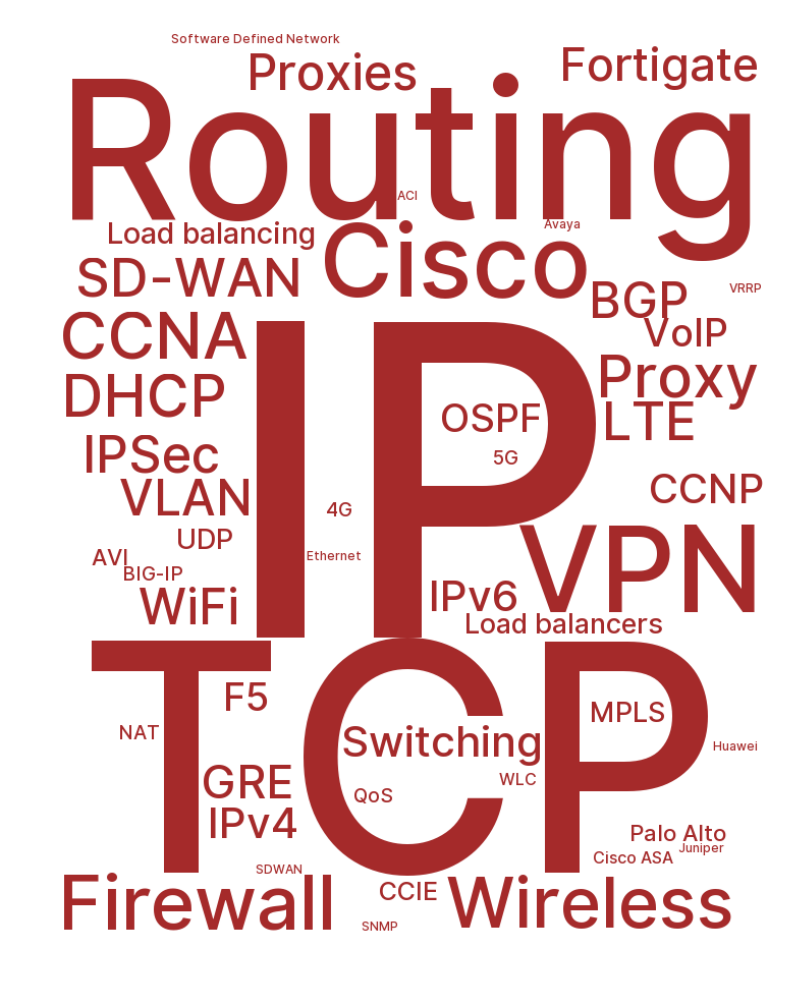 Software Defined Network
Proxies
Fortigate
Routing
ACI
Avaya
Load balancing
Cisco
SD-WAN
BGP
VRRP
CCNA
VoIP
IP
Proxy
DHCP
OSPF
LTE
IPSec
5G
VLAN
CCNP
4G
UDP
VPN
AVI
Ethernet
BIG-IP
WiFi
IPv6
Load balancers
TCP
F5
MPLS
NAT
Switching
Huawei
GRE
WLC
QoS
IPv4
Palo Alto
Juniper
Cisco ASA
SDWAN
Firewall
CCIE
Wireless
SNMP